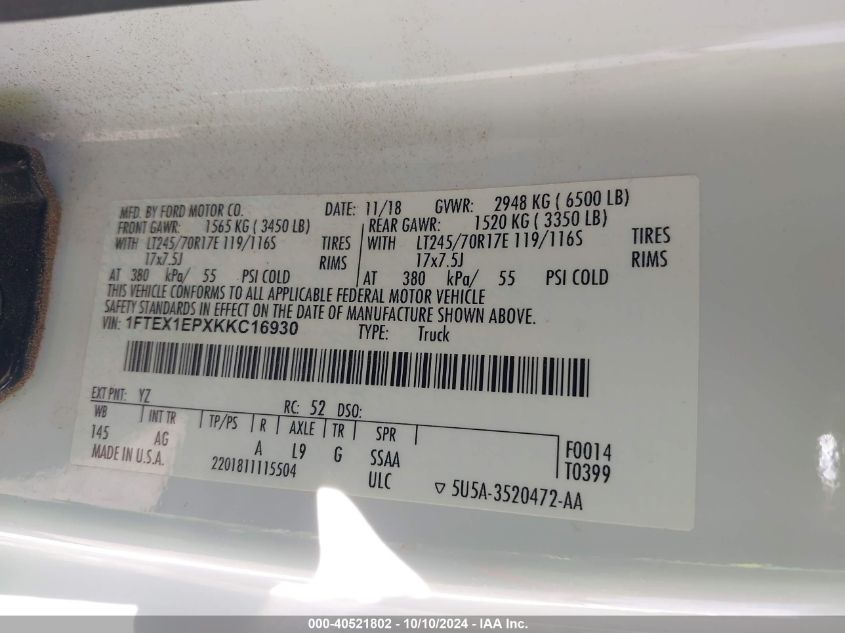 MFD. BY FORD MOTOR CO. DATE: 11/18 GVWR: 2948 KG ( 6500 LB)
FRONT GAWR: 1565 KG ( 3450 LB) REAR GAWR: 1520 KG ( 3350 LB)
WITH LT245/70R17E 119/116S TIRES WITH LT245/70R17E 119/116S TIRES
17x7.5J RIMS 17x7.5J RIMS
AT 380 kPa/ 55 PSI COLD AT 380 kPa/ 55 PSI COLD
THIS VEHICLE CONFORMS TO ALL APPLICABLE FEDERAL MOTOR VEHICLE
SAFETY STANDARDS IN EFFECT ON THE DATE OF MANUFACTURE SHOWN ABOVE.
VIN: 1FTEX1EPXKKC16930 TYPE: Truck
EXT PNT: YZ RC: 52 DSO:
WB INT TR TP/PS R AXLE TR SPR
145 AG A L9 G SSAA F0014
MADE IN U.S.A. 2201811115504 ULC T0399
▽ 5U5A-3520472-AA
000-40521802 - 10/10/2024 - IAA Inc.